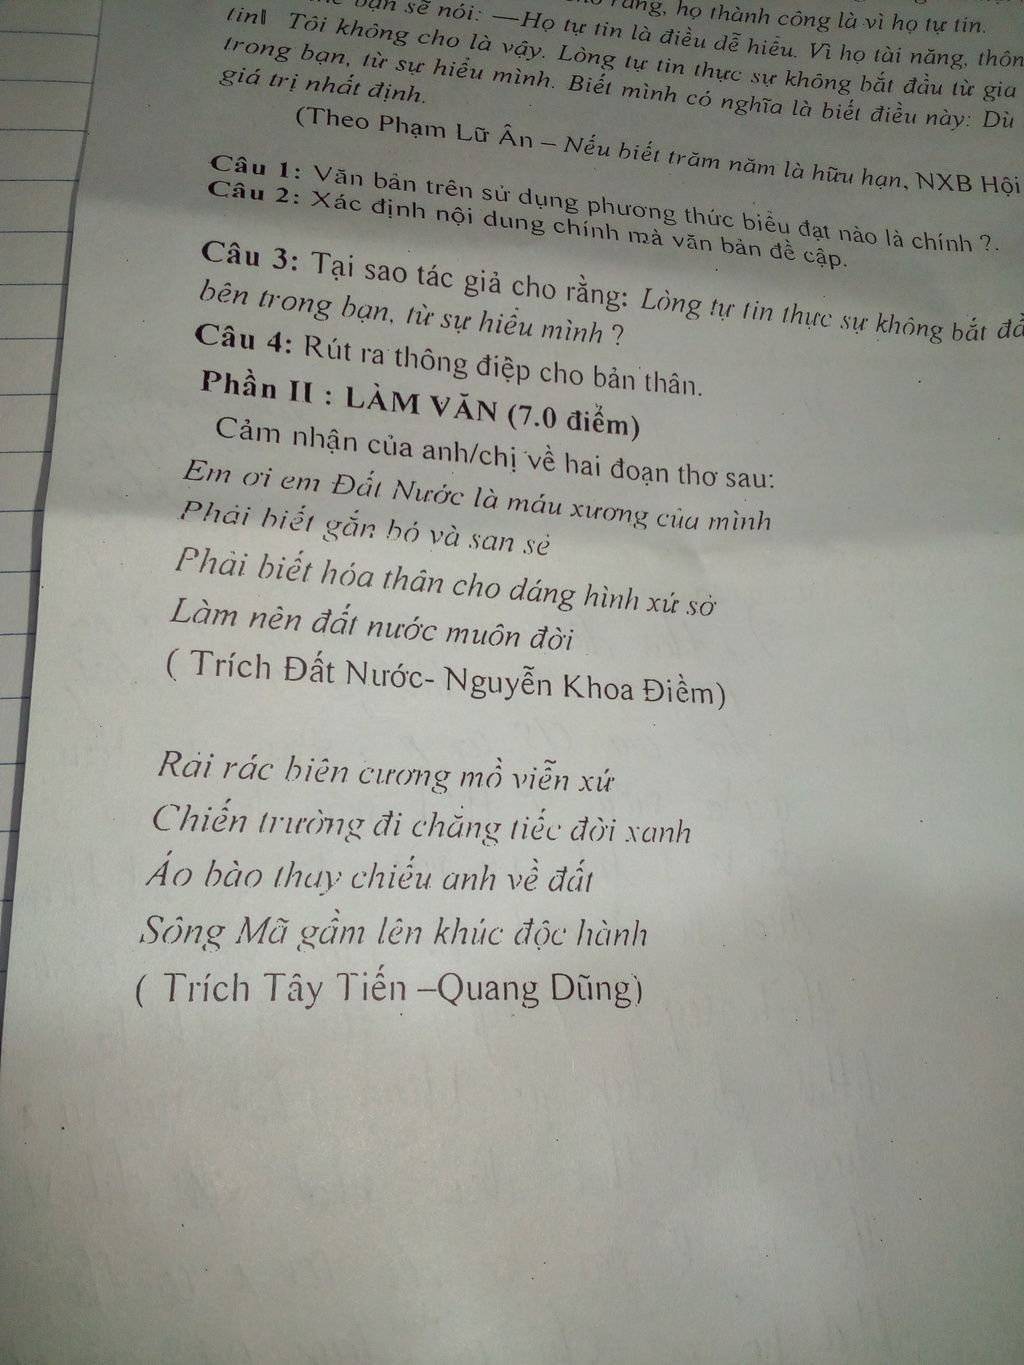 bạn sẽ nói: —Họ tự tin là điều dễ hiểu. Vì họ tài năng, thôn
rằng, họ thành công là vì họ tự tin.
tin‖ Tôi không cho là vậy. Lòng tự tin thực sự không bắt đầu từ gia
trong bạn, từ sự hiểu mình. Biết mình có nghĩa là biết điều này: Dù
giá trị nhất định.
(Theo Phạm Lữ Ân – Nếu biết trăm năm là hữu hạn, NXB Hội
Câu 1: Văn bản trên sử dụng phương thức biểu đạt nào là chính ?.
Câu 2: Xác định nội dung chính mà văn bản đề cập.
Câu 3: Tại sao tác giả cho rằng: Lòng tự tin thực sự không bắt đầ
bên trong bạn, từ sự hiểu mình ?
Câu 4: Rút ra thông điệp cho bản thân.
Phần II : LÀM VĂN (7.0 điểm)
Cảm nhận của anh/chị về hai đoạn thơ sau:
Em ơi em Đất Nước là máu xương của mình
Phải biết gắn bó và san sẻ
Phải biết hóa thân cho dáng hình xứ sở
Làm nên đất nước muôn đời
( Trích Đất Nước- Nguyễn Khoa Điềm)
Rải rác biên cương mồ viễn xứ
Chiến trường đi chẳng tiếc đời xanh
Áo bào thay chiếu anh về đất
Sông Mã gầm lên khúc độc hành
( Trích Tây Tiến –Quang Dũng)